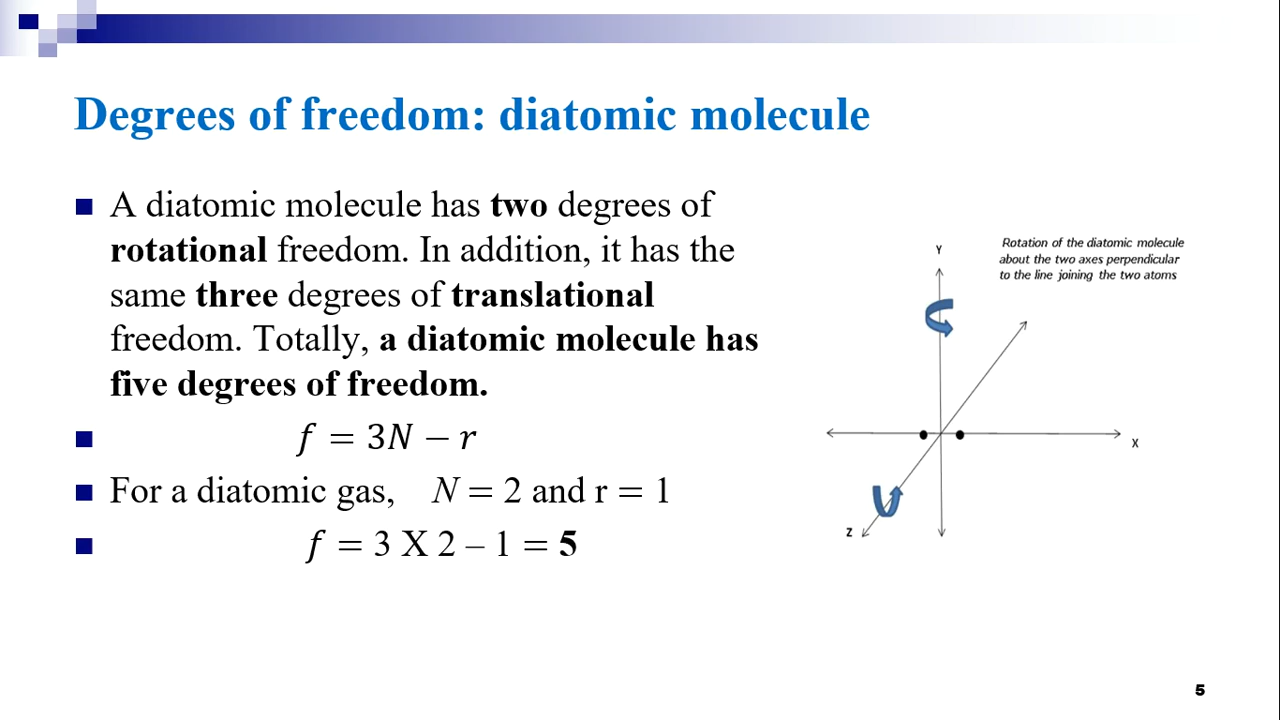 Degrees of freedom: diatomic molecule
A diatomic molecule has two degrees of
rotational freedom. In addition, it has the
same three degrees of translational
freedom. Totally, a diatomic molecule has
five degrees of freedom.
f = 3N − r
For a diatomic gas, N = 2 and r = 1
f = 3 X 2 – 1 = 5
Rotation of the diatomic molecule
about the two axes perpendicular
to the line joining the two atoms
Y
X
Z
5